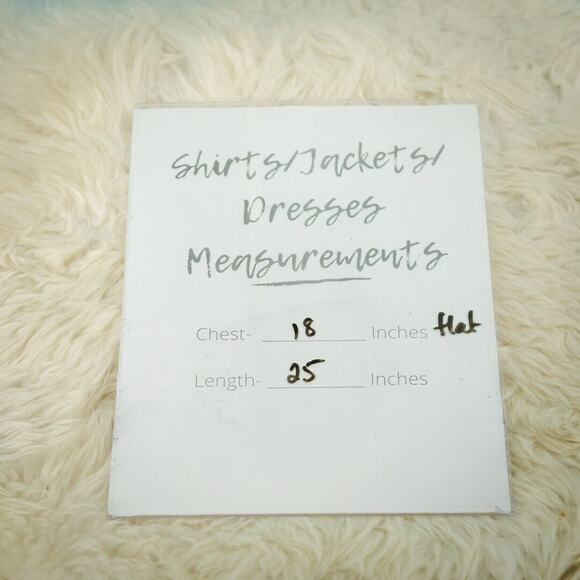 Shirts/Jackets/
Dresses
Measurements
Chest- 18 Inches flat
Length- 25 Inches